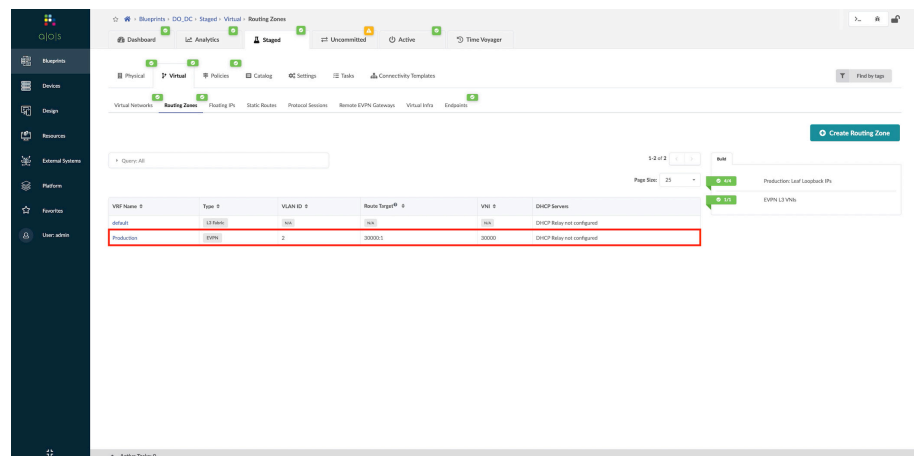 a|o|s
Blueprints
Devices
Design
Resources
External Systems
Platform
Favorites
User: admin
Blueprints › DO_DC › Staged › Virtual › Routing Zones
Dashboard Analytics Staged Uncommitted Active Time Voyager
Physical Virtual Policies Catalog Settings Tasks Connectivity Templates Find by tags
Virtual Networks Routing Zones Floating IPs Static Routes Protocol Sessions Remote EVPN Gateways Virtual Infra Endpoints
Create Routing Zone
Query: All 1-2 of 2 Build
Page Size: 25 4/4 Production: Leaf Loopback IPs
1/1 EVPN L3 VNIs
VRF Name Type VLAN ID Route Target VNI DHCP Servers
default L3 Fabric N/A N/A N/A DHCP Relay not configured
Production EVPN 2 30000:1 30000 DHCP Relay not configured
Active Tasks: 0